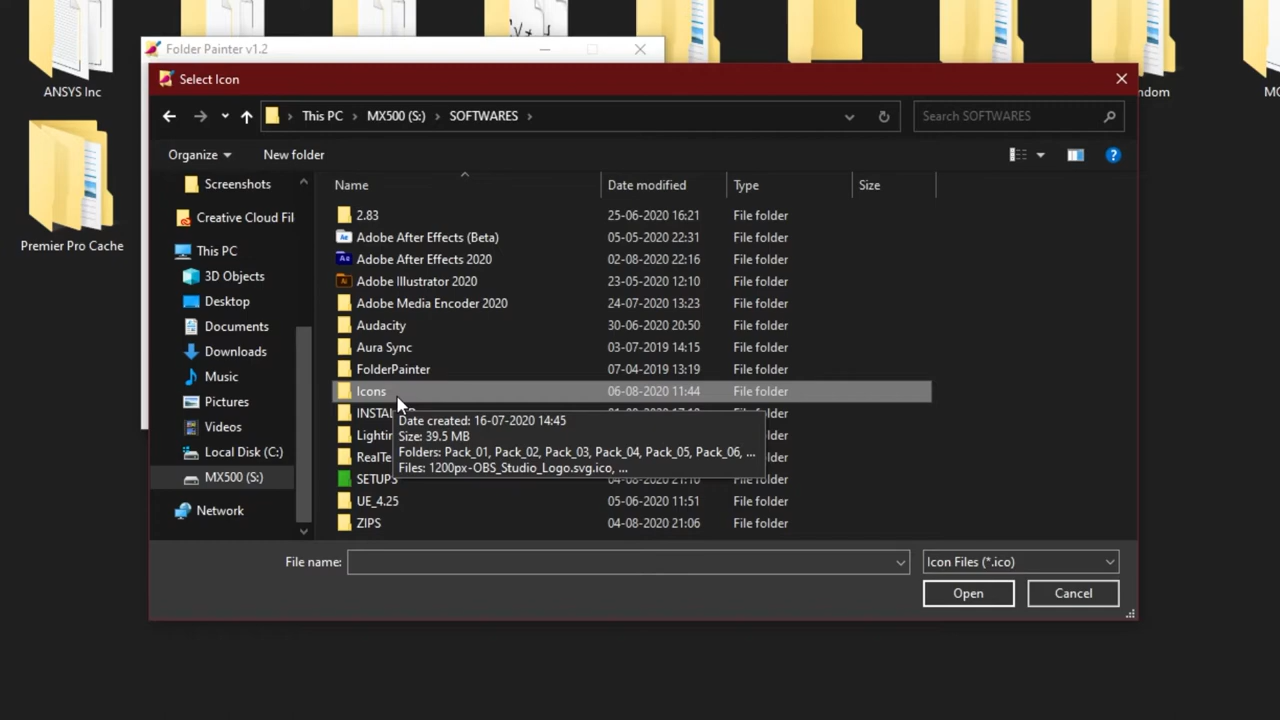 ANSYS Inc
Premier Pro Cache
Folder Painter v1.2
Select Icon
This PC
MX500 (S:)
SOFTWARES
Search SOFTWARES
Organize
New folder
Screenshots
Creative Cloud Fil
This PC
3D Objects
Desktop
Documents
Downloads
Music
Pictures
Videos
Local Disk (C:)
MX500 (S:)
Network
Name Date modified Type Size
2.83 25-06-2020 16:21 File folder
Adobe After Effects (Beta) 05-05-2020 22:31 File folder
Adobe After Effects 2020 02-08-2020 22:16 File folder
Adobe Illustrator 2020 23-05-2020 12:10 File folder
Adobe Media Encoder 2020 24-07-2020 13:23 File folder
Audacity 30-06-2020 20:50 File folder
Aura Sync 03-07-2019 14:15 File folder
FolderPainter 07-04-2019 13:19 File folder
Icons 06-08-2020 11:44 File folder
File folder
Date created: 16-07-2020 14:45
Size: 39.5 MB
Folders: Pack_01, Pack_02, Pack_03, Pack_04, Pack_05, Pack_06, ...
Files: 1200px-OBS_Studio_Logo.svg.ico, ...
SETUPS 04-08-2020 21:10 File folder
UE_4.25 05-06-2020 11:51 File folder
ZIPS 04-08-2020 21:06 File folder
File name:
Icon Files (*.ico)
Open
Cancel